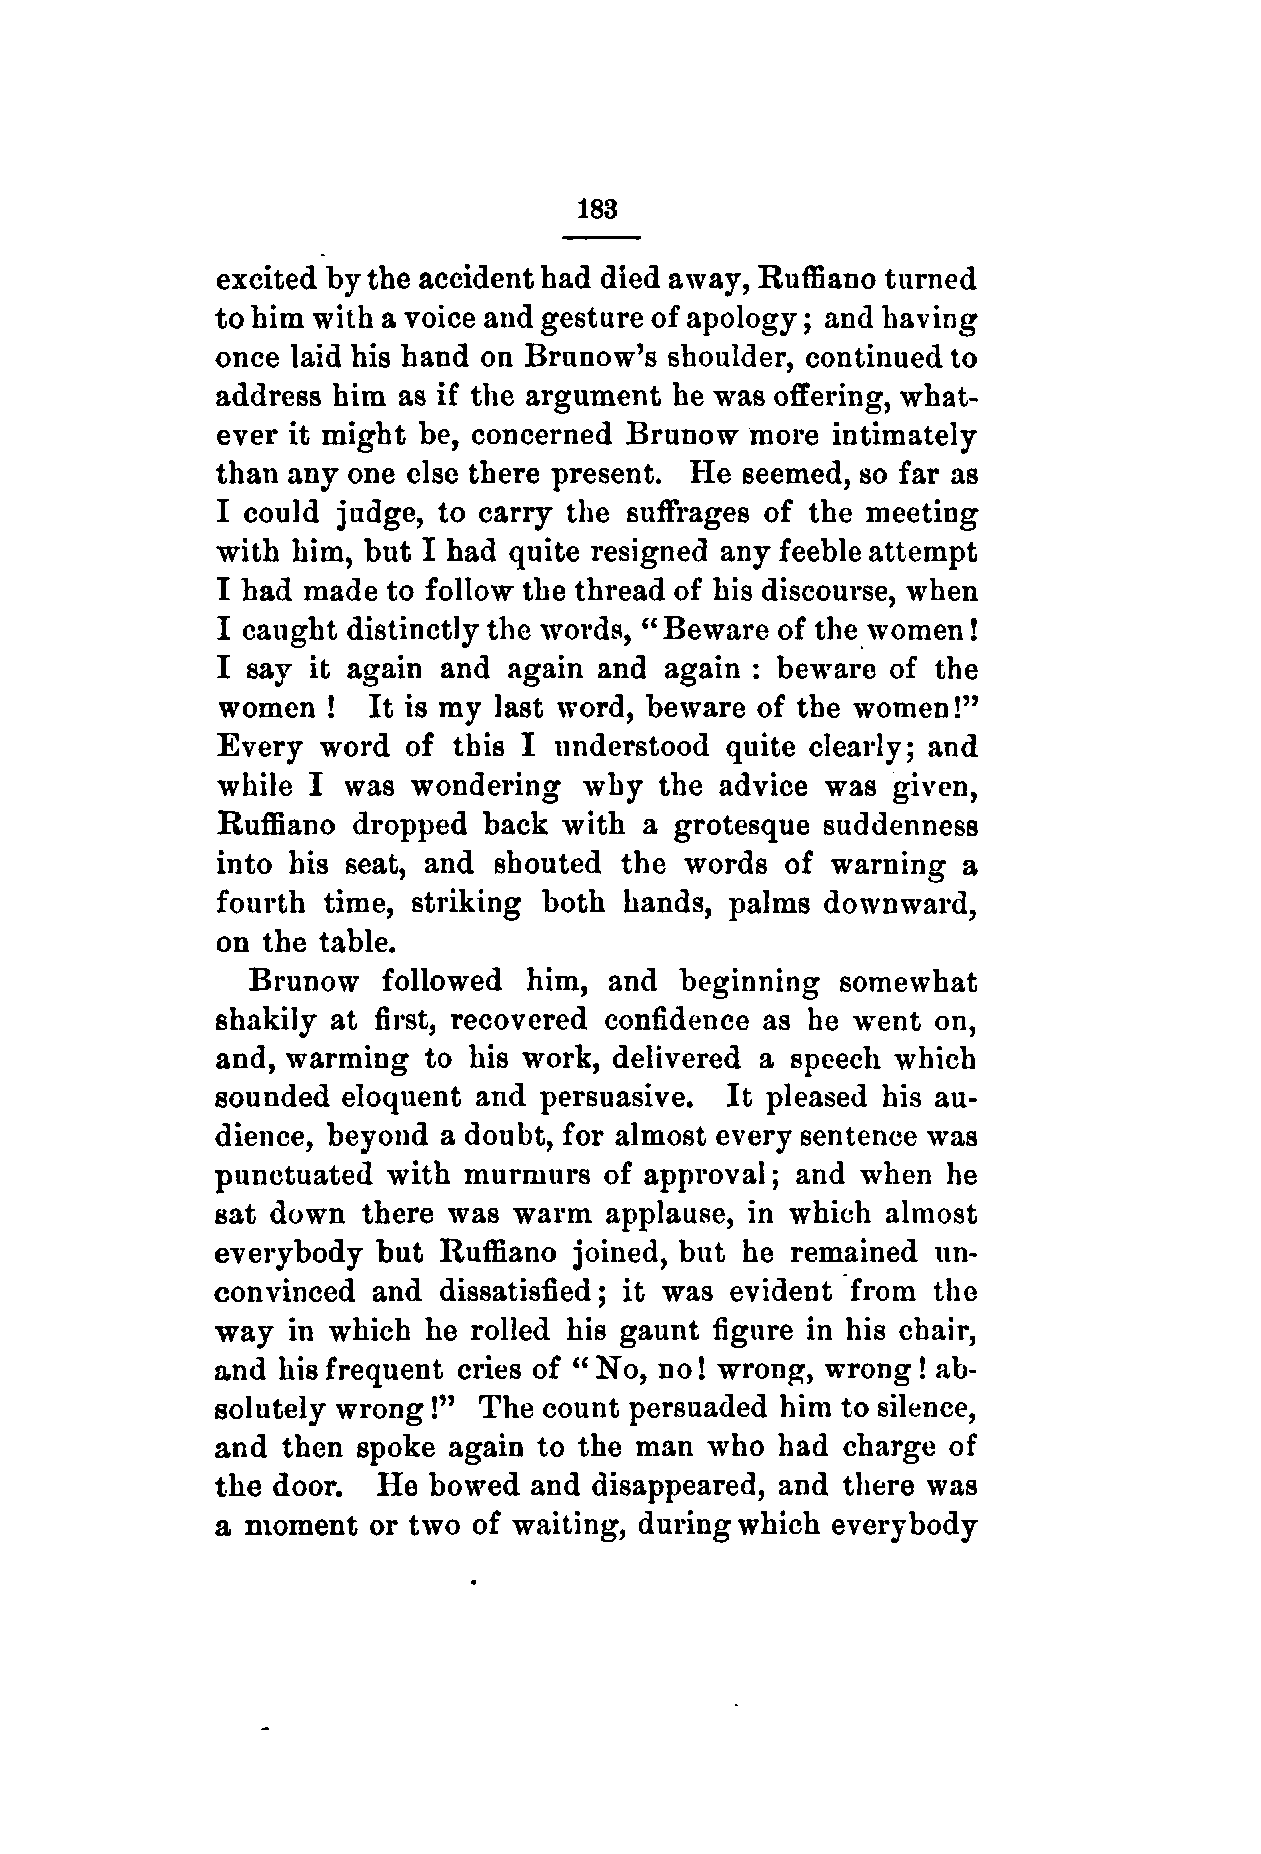 183
excited by the accident had died away, Ruffiano turned
to him with a voice and gesture of apology; and having
once laid his hand on Brunow's shoulder, continued to
address him as if the argument he was offering, what-
ever it might be, concerned Brunow more intimately
than any one else there present. He seemed, so far as
I could judge, to carry the suffrages of the meeting
with him, but I had quite resigned any feeble attempt
I had made to follow the thread of his discourse, when
I caught distinctly the words, "Beware of the women!
I say it again and again and again : beware of the
women ! It is my last word, beware of the women!"
Every word of this I understood quite clearly; and
while I was wondering why the advice was given,
Ruffiano dropped back with a grotesque suddenness
into his seat, and shouted the words of warning a
fourth time, striking both hands, palms downward,
on the table.
Brunow followed him, and beginning somewhat
shakily at first, recovered confidence as he went on,
and, warming to his work, delivered a speech which
sounded eloquent and persuasive. It pleased his au-
dience, beyond a doubt, for almost every sentence was
punctuated with murmurs of approval; and when he
sat down there was warm applause, in which almost
everybody but Ruffiano joined, but he remained un-
convinced and dissatisfied; it was evident from the
way in which he rolled his gaunt figure in his chair,
and his frequent cries of "No, no! wrong, wrong! ab-
solutely wrong!" The count persuaded him to silence,
and then spoke again to the man who had charge of
the door. He bowed and disappeared, and there was
a moment or two of waiting, during which everybody